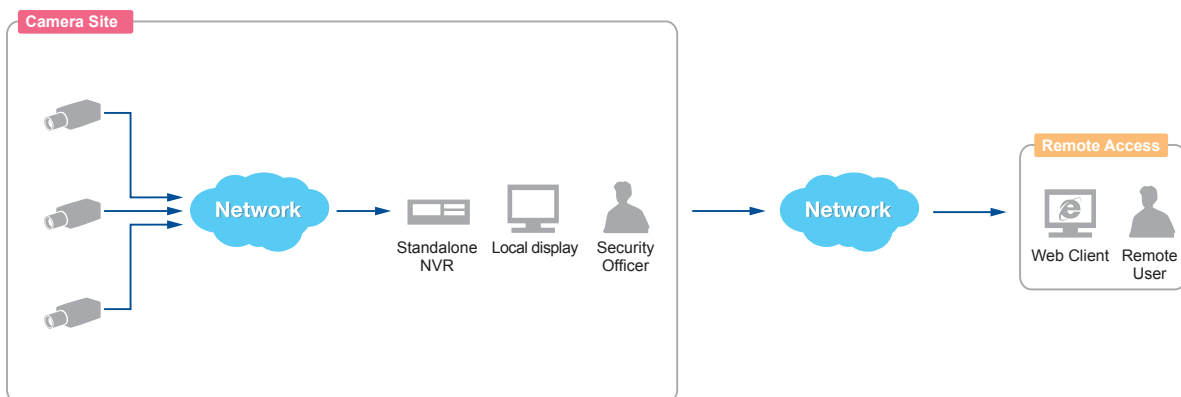 Camera Site
Network
Standalone
NVR
Local display
Security
Officer
Network
Remote Access
Web Client
Remote
User